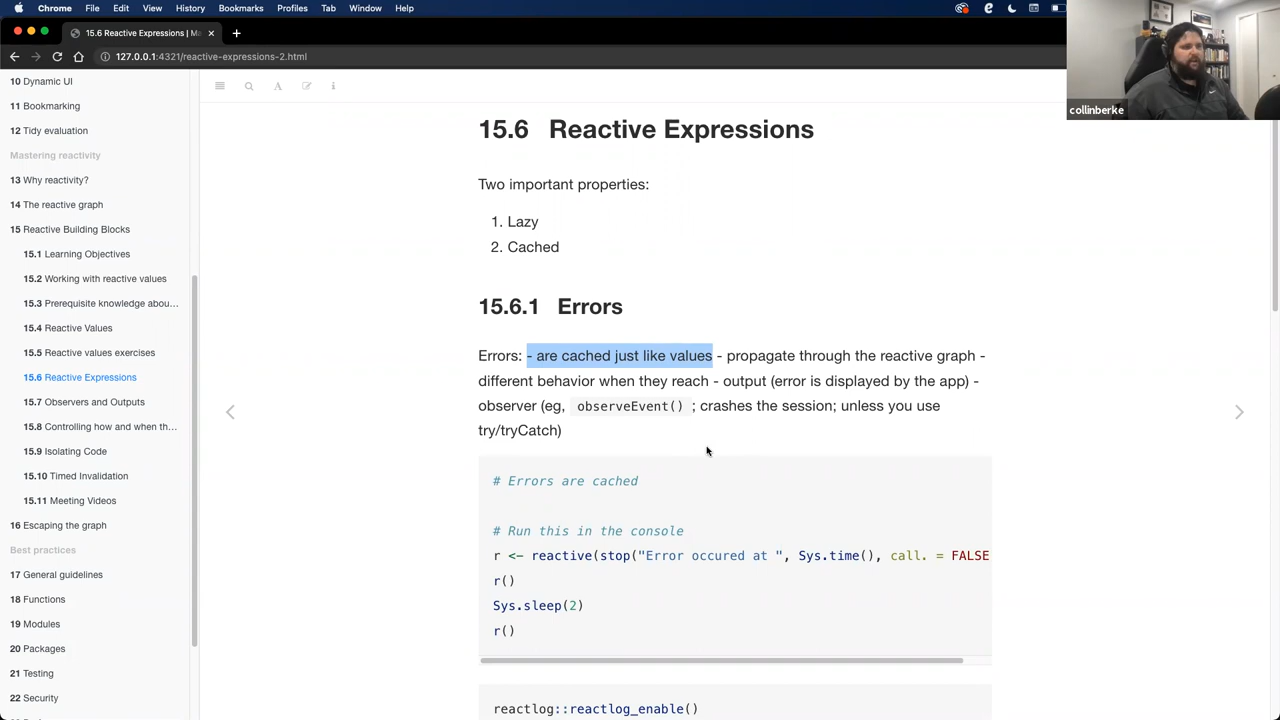 Chrome File Edit View History Bookmarks Profiles Tab Window Help
15.6 Reactive Expressions | Ma
127.0.0.1:4321/reactive-expressions-2.html
collinberke
10 Dynamic UI
11 Bookmarking
12 Tidy evaluation
Mastering reactivity
13 Why reactivity?
14 The reactive graph
15 Reactive Building Blocks
15.1 Learning Objectives
15.2 Working with reactive values
15.3 Prerequisite knowledge abou…
15.4 Reactive Values
15.5 Reactive values exercises
15.6 Reactive Expressions
15.7 Observers and Outputs
15.8 Controlling how and when th…
15.9 Isolating Code
15.10 Timed Invalidation
15.11 Meeting Videos
16 Escaping the graph
Best practices
17 General guidelines
18 Functions
19 Modules
20 Packages
21 Testing
22 Security
15.6 Reactive Expressions
Two important properties:
1. Lazy
2. Cached
15.6.1 Errors
Errors: - are cached just like values - propagate through the reactive graph -
different behavior when they reach - output (error is displayed by the app) -
observer (eg, observeEvent() ; crashes the session; unless you use
try/tryCatch)
# Errors are cached
# Run this in the console
r <- reactive(stop("Error occured at ", Sys.time(), call. = FALSE
r()
Sys.sleep(2)
r()
reactlog::reactlog_enable()